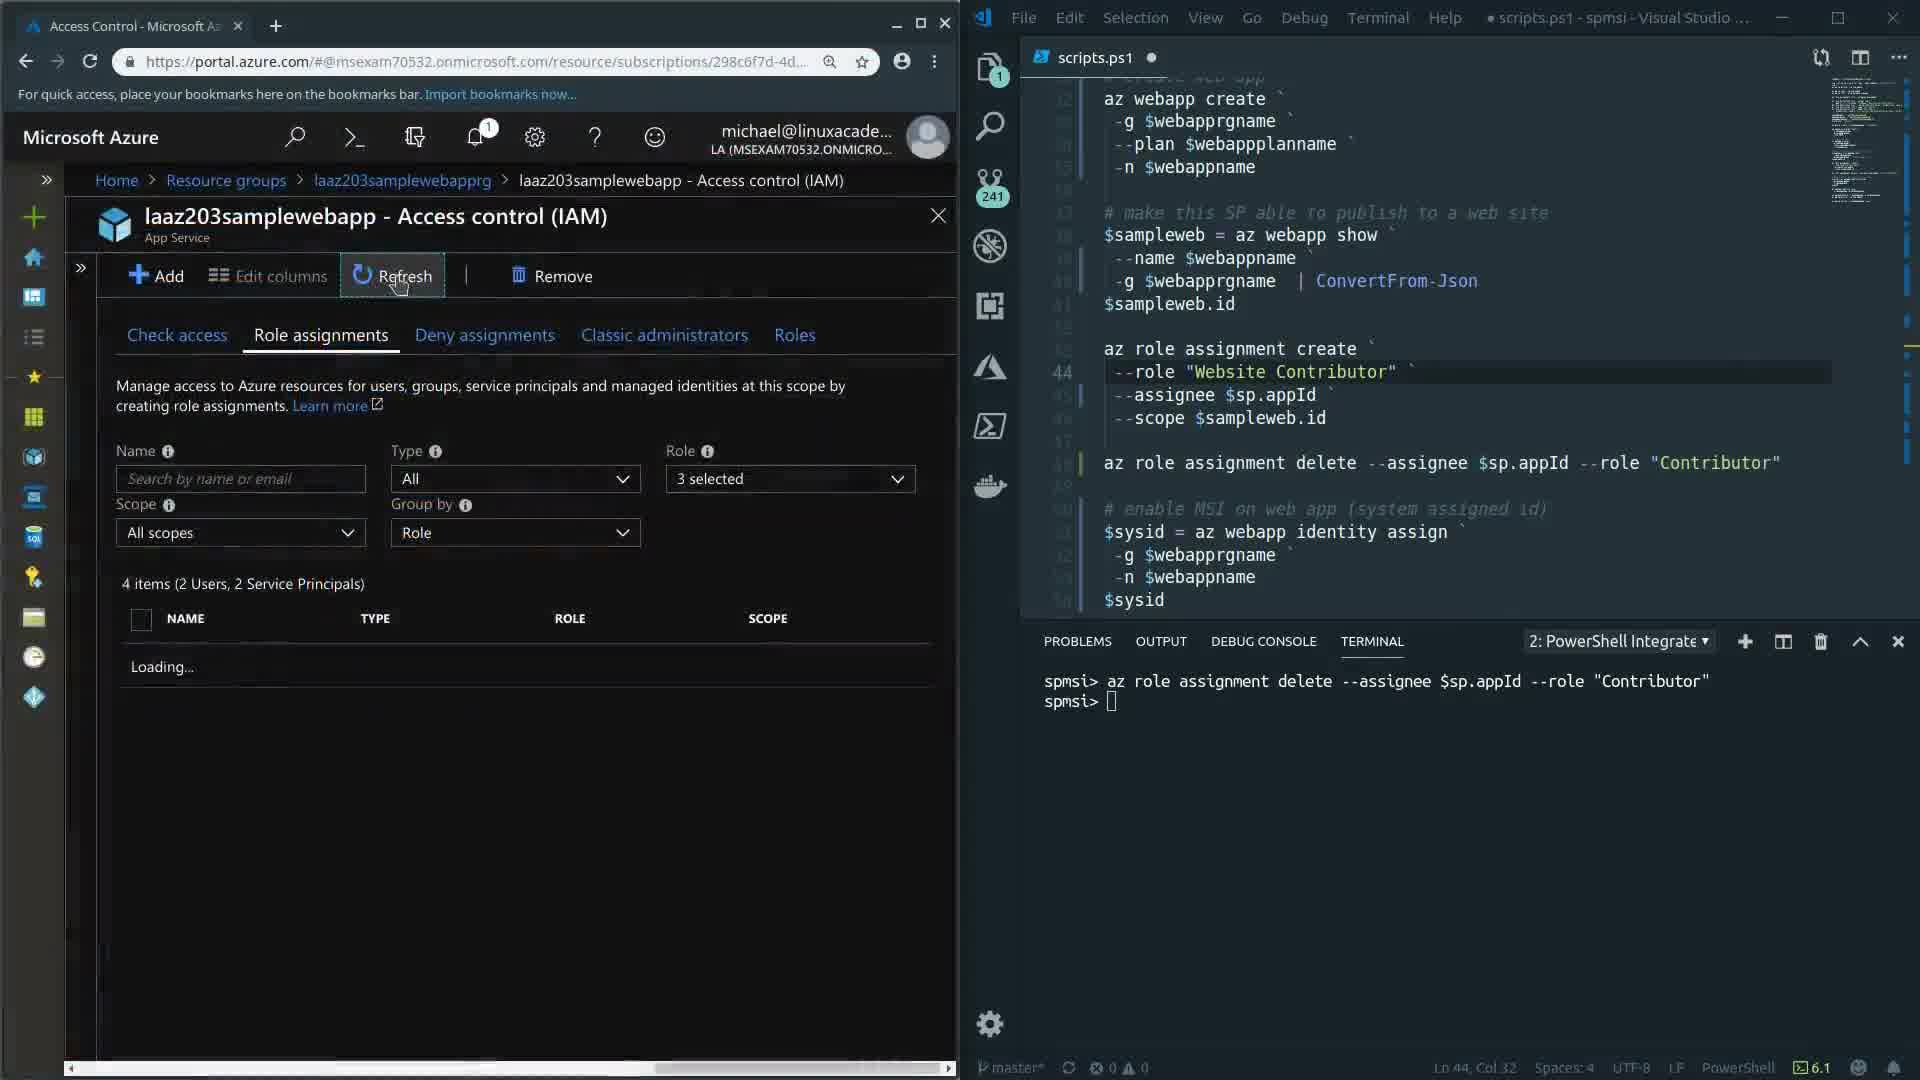 Access Control - Microsoft Az
https://portal.azure.com/#@msexam70532.onmicrosoft.com/resource/subscriptions/298c6f7d-4d...
For quick access, place your bookmarks here on the bookmarks bar. Import bookmarks now...
Microsoft Azure
1
michael@linuxacade...
LA (MSEXAM70532.ONMICRO...
Home > Resource groups > laaz203samplewebapprg > laaz203samplewebapp - Access control (IAM)
laaz203samplewebapp - Access control (IAM)
App Service
Add
Edit columns
Refresh
Remove
Check access
Role assignments
Deny assignments
Classic administrators
Roles
Manage access to Azure resources for users, groups, service principals and managed identities at this scope by
creating role assignments. Learn more
Name
Type
Role
Search by name or email
All
3 selected
Scope
Group by
All scopes
Role
4 items (2 Users, 2 Service Principals)
NAME
TYPE
ROLE
SCOPE
Loading...
SQL
File Edit Selection View Go Debug Terminal Help
● scripts.ps1 - spmsi - Visual Studio ...
scripts.ps1
1
241
# create web app
az webapp create `
-g $webapprgname `
--plan $webappplanname `
-n $webappname
# make this SP able to publish to a web site
$sampleweb = az webapp show `
--name $webappname `
-g $webapprgname | ConvertFrom-Json
$sampleweb.id
az role assignment create `
44 --role "Website Contributor" `
--assignee $sp.appId `
--scope $sampleweb.id
az role assignment delete --assignee $sp.appId --role "Contributor"
# enable MSI on web app (system assigned id)
$sysid = az webapp identity assign `
-g $webapprgname `
-n $webappname
$sysid
PROBLEMS OUTPUT DEBUG CONSOLE TERMINAL
2: PowerShell Integrate
spmsi> az role assignment delete --assignee $sp.appId --role "Contributor"
spmsi>
master* 0 0
Ln 44, Col 32 Spaces: 4 UTF-8 LF PowerShell 6.1